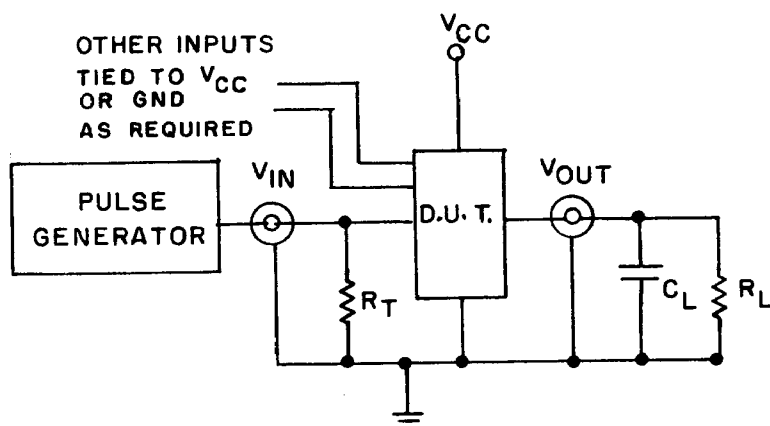 VCC
OTHER INPUTS
TIED TO VCC
OR GND
AS REQUIRED
PULSE
GENERATOR
VIN
D.U.T.
VOUT
RT
CL
RL